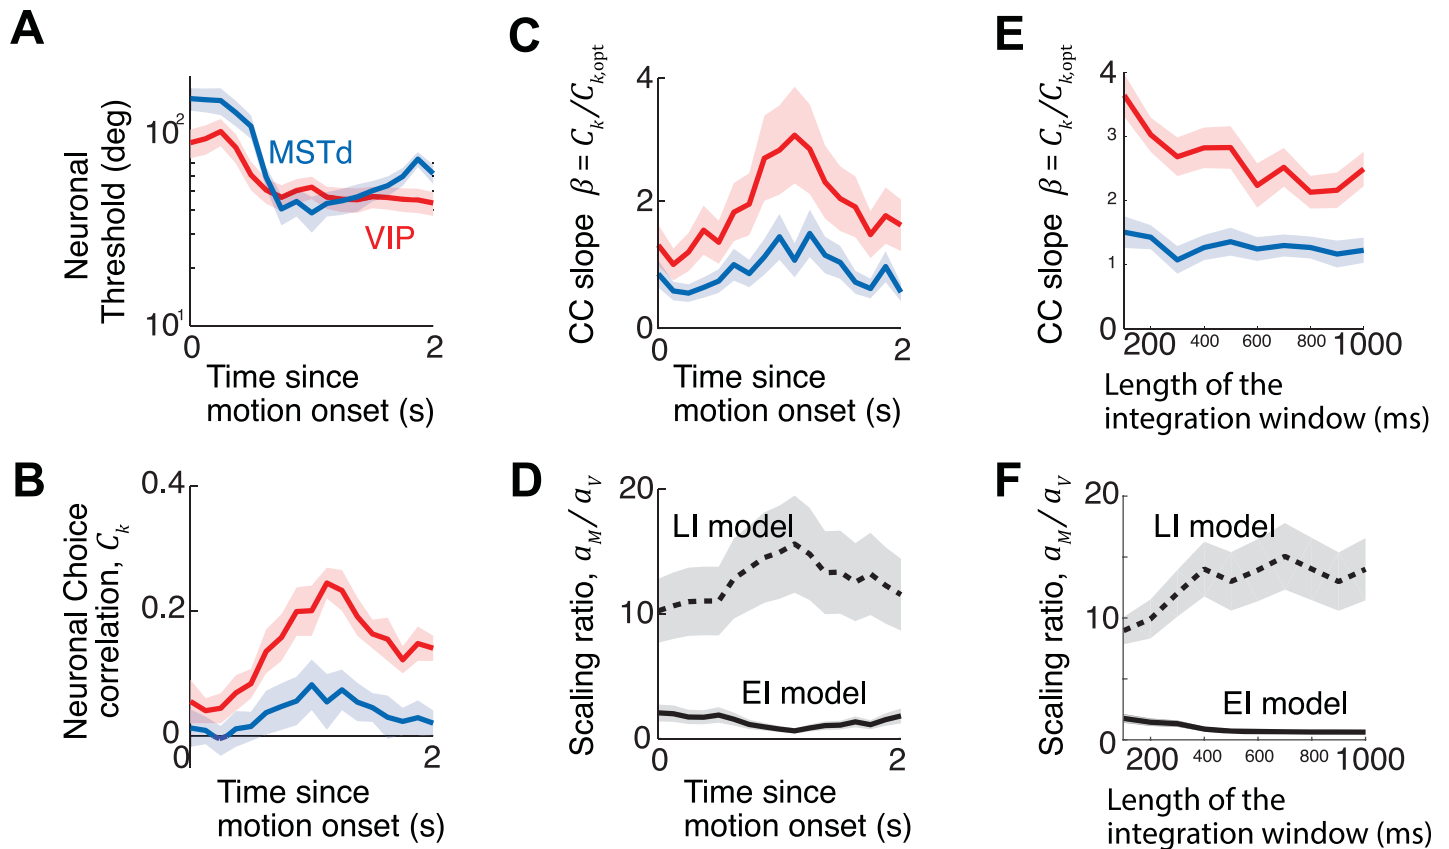 A
Neuronal
Threshold (deg)
10²
10¹
MSTd
VIP
0
2
Time since
motion onset (s)
B
Neuronal Choice
correlation, Cₖ
0.4
0.2
0
0
2
Time since
motion onset (s)
C
CC slope β = Cₖ/Cₖ,opt
4
2
0
0
2
Time since
motion onset (s)
D
Scaling ratio, a_M / a_V
20
10
0
LI model
EI model
0
2
Time since
motion onset (s)
E
CC slope β = Cₖ/Cₖ,opt
4
3
2
1
0
200 400 600 800 1000
Length of the
integration window (ms)
F
Scaling ratio, a_M / a_V
20
10
0
LI model
EI model
200 400 600 800 1000
Length of the
integration window (ms)